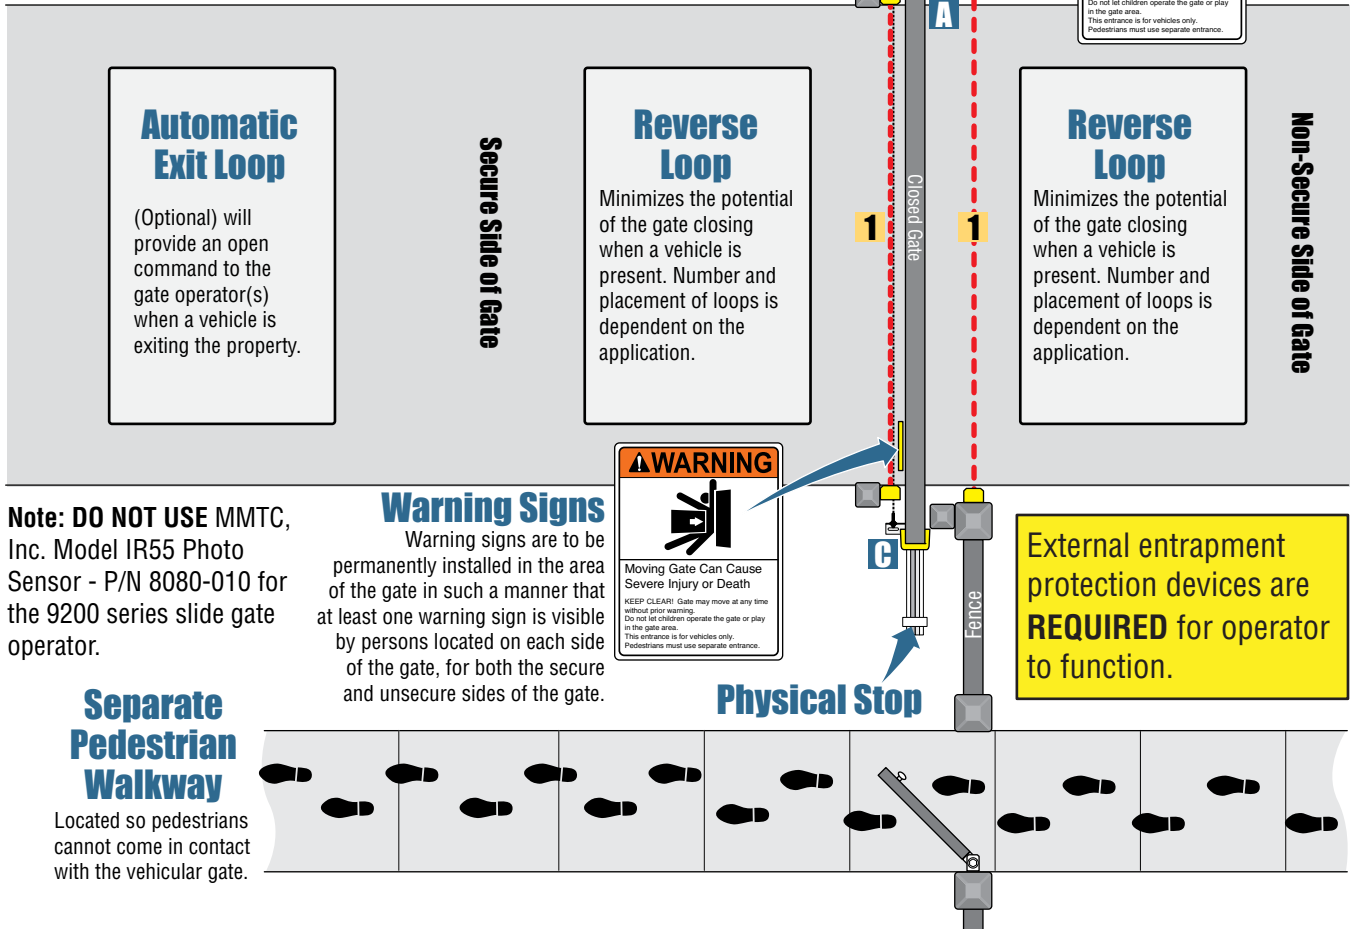 A
Do not let children operate the gate or play
in the gate area.
This entrance is for vehicles only.
Pedestrians must use separate entrance.
Automatic
Exit Loop
(Optional) will
provide an open
command to the
gate operator(s)
when a vehicle is
exiting the property.
Secure Side of Gate
Reverse
Loop
Minimizes the potential
of the gate closing
when a vehicle is
present. Number and
placement of loops is
dependent on the
application.
1
Closed Gate
1
Reverse
Loop
Minimizes the potential
of the gate closing
when a vehicle is
present. Number and
placement of loops is
dependent on the
application.
Non-Secure Side of Gate
Note: DO NOT USE MMTC,
Inc. Model IR55 Photo
Sensor - P/N 8080-010 for
the 9200 series slide gate
operator.
Warning Signs
Warning signs are to be
permanently installed in the area
of the gate in such a manner that
at least one warning sign is visible
by persons located on each side
of the gate, for both the secure
and unsecure sides of the gate.
WARNING
Moving Gate Can Cause
Severe Injury or Death
KEEP CLEAR! Gate may move at any time
without prior warning.
Do not let children operate the gate or play
in the gate area.
This entrance is for vehicles only.
Pedestrians must use separate entrance.
C
Physical Stop
Fence
External entrapment
protection devices are
REQUIRED for operator
to function.
Separate
Pedestrian
Walkway
Located so pedestrians
cannot come in contact
with the vehicular gate.